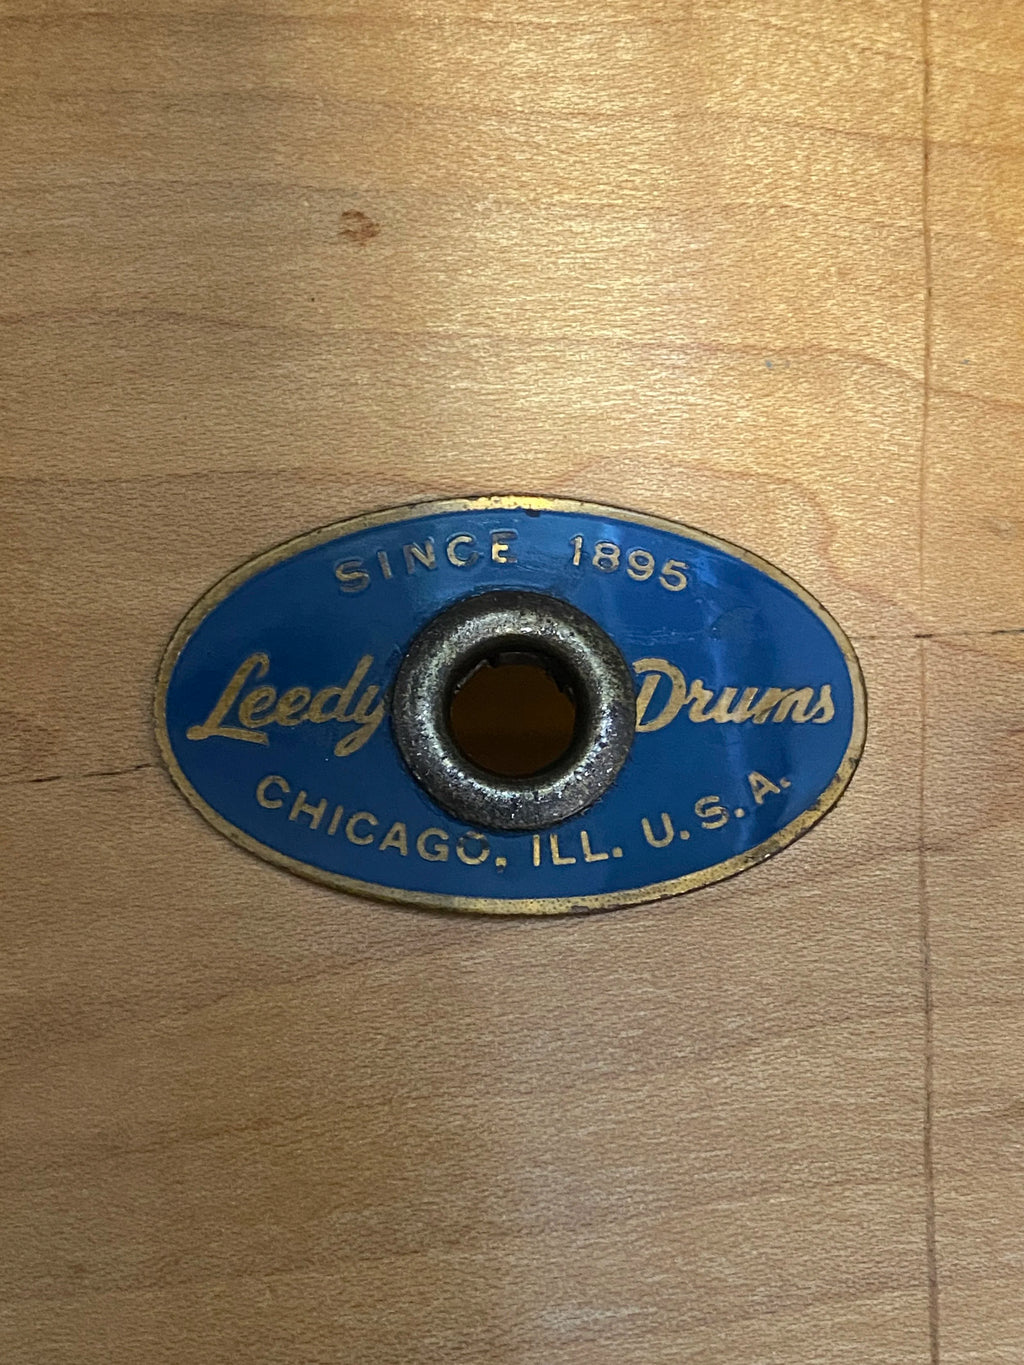 SINCE 1895
Leedy Drums
CHICAGO, ILL. U.S.A.